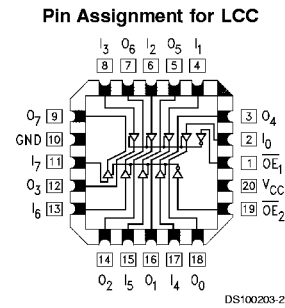 Pin Assignment for LCC
I3 O6 I2 O5 I1
8 7 6 5 4
O7 9
GND 10
I7 11
O3 12
I6 13
3 O4
2 I0
1 O̅E̅1
20 VCC
19 O̅E̅2
14 15 16 17 18
O2 I5 O1 I4 O0
DS100203-2